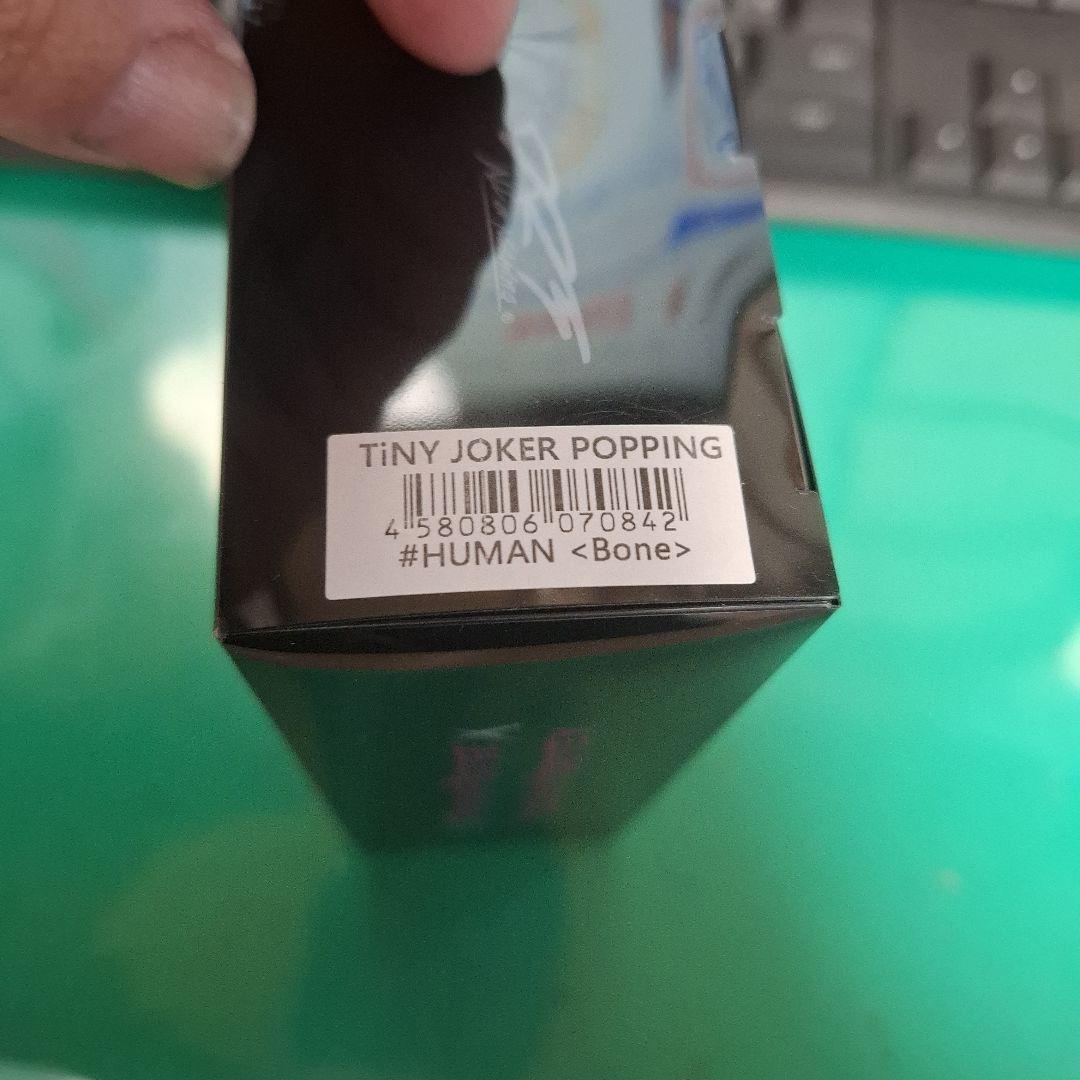 TiNY JOKER POPPING
4 580806 070842
#HUMAN <Bone>